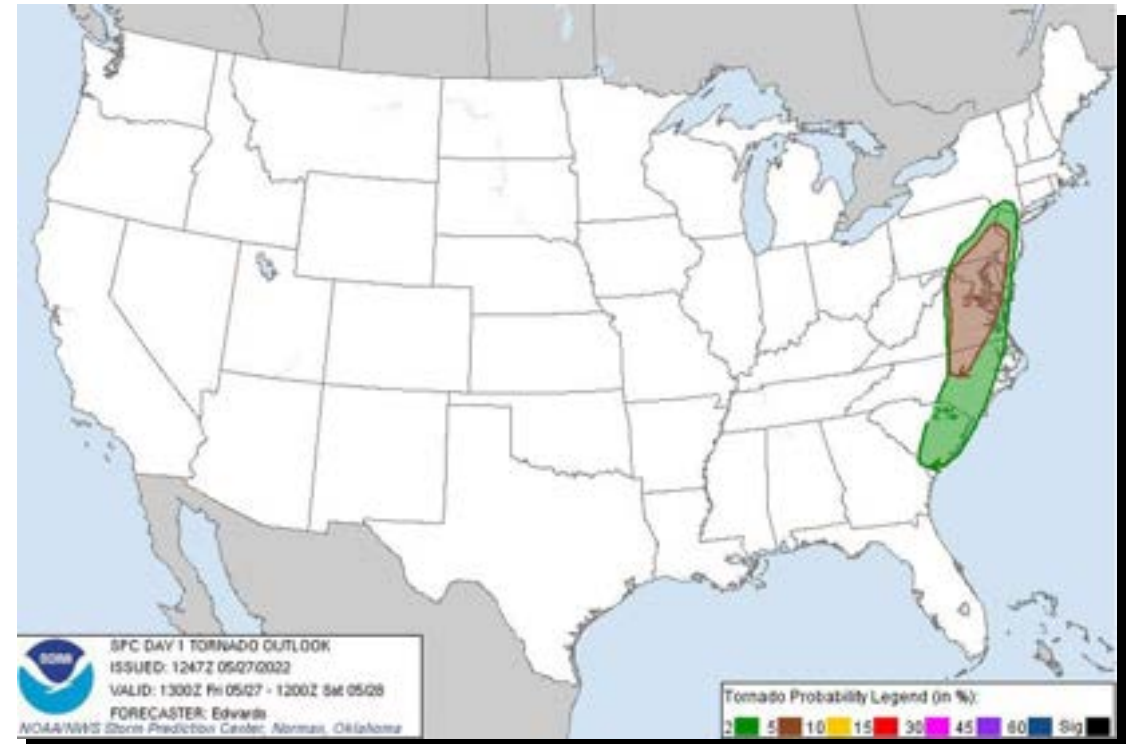 NOAA
SPC DAY 1 TORNADO OUTLOOK
ISSUED: 1247Z 05/27/2022
VALID: 1300Z Fri 05/27 - 1200Z Sat 05/28
FORECASTER: Edwards
NOAA/NWS Storm Prediction Center, Norman, Oklahoma
Tornado Probability Legend (in %):
2 5 10 15 30 45 60 Sig